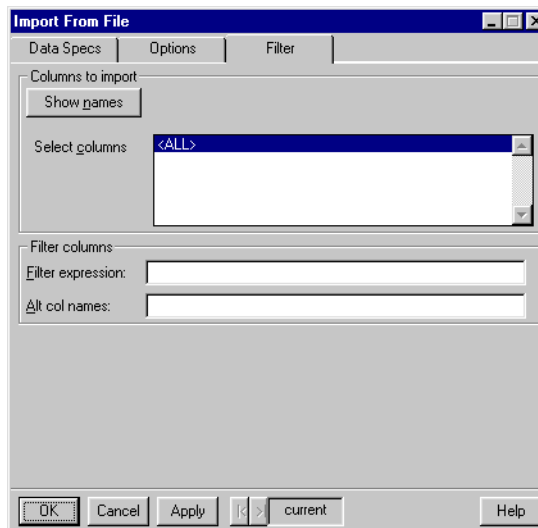 Import From File
Data Specs Options Filter
Columns to import
Show names
Select columns <ALL>
Filter columns
Filter expression:
Alt col names:
OK Cancel Apply current Help